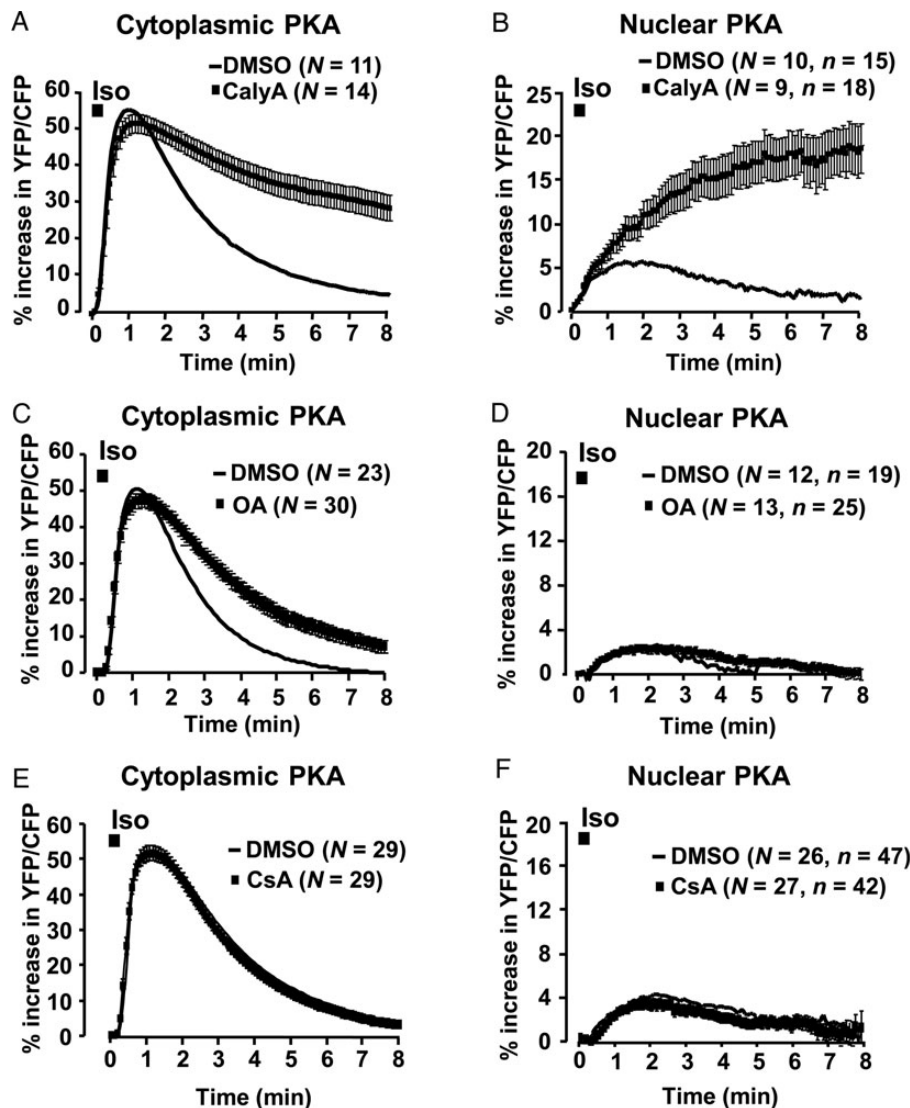 A
Cytoplasmic PKA
Iso
DMSO (N = 11)
CalyA (N = 14)
% increase in YFP/CFP
60
50
40
30
20
10
0
0 1 2 3 4 5 6 7 8
Time (min)
B
Nuclear PKA
Iso
DMSO (N = 10, n = 15)
CalyA (N = 9, n = 18)
% increase in YFP/CFP
25
20
15
10
5
0
0 1 2 3 4 5 6 7 8
Time (min)
C
Cytoplasmic PKA
Iso
DMSO (N = 23)
OA (N = 30)
% increase in YFP/CFP
60
50
40
30
20
10
0
0 1 2 3 4 5 6 7 8
Time (min)
D
Nuclear PKA
Iso
DMSO (N = 12, n = 19)
OA (N = 13, n = 25)
% increase in YFP/CFP
20
16
12
8
4
0
0 1 2 3 4 5 6 7 8
Time (min)
E
Cytoplasmic PKA
Iso
DMSO (N = 29)
CsA (N = 29)
% increase in YFP/CFP
60
50
40
30
20
10
0
0 1 2 3 4 5 6 7 8
Time (min)
F
Nuclear PKA
Iso
DMSO (N = 26, n = 47)
CsA (N = 27, n = 42)
% increase in YFP/CFP
20
16
12
8
4
0
0 1 2 3 4 5 6 7 8
Time (min)